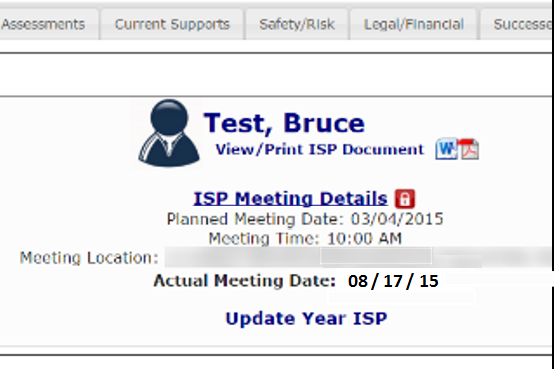 Assessments Current Supports Safety/Risk Legal/Financial Successe
Test, Bruce
View/Print ISP Document
ISP Meeting Details
Planned Meeting Date: 03/04/2015
Meeting Time: 10:00 AM
Meeting Location:
Actual Meeting Date: 08 / 17 / 15
Update Year ISP